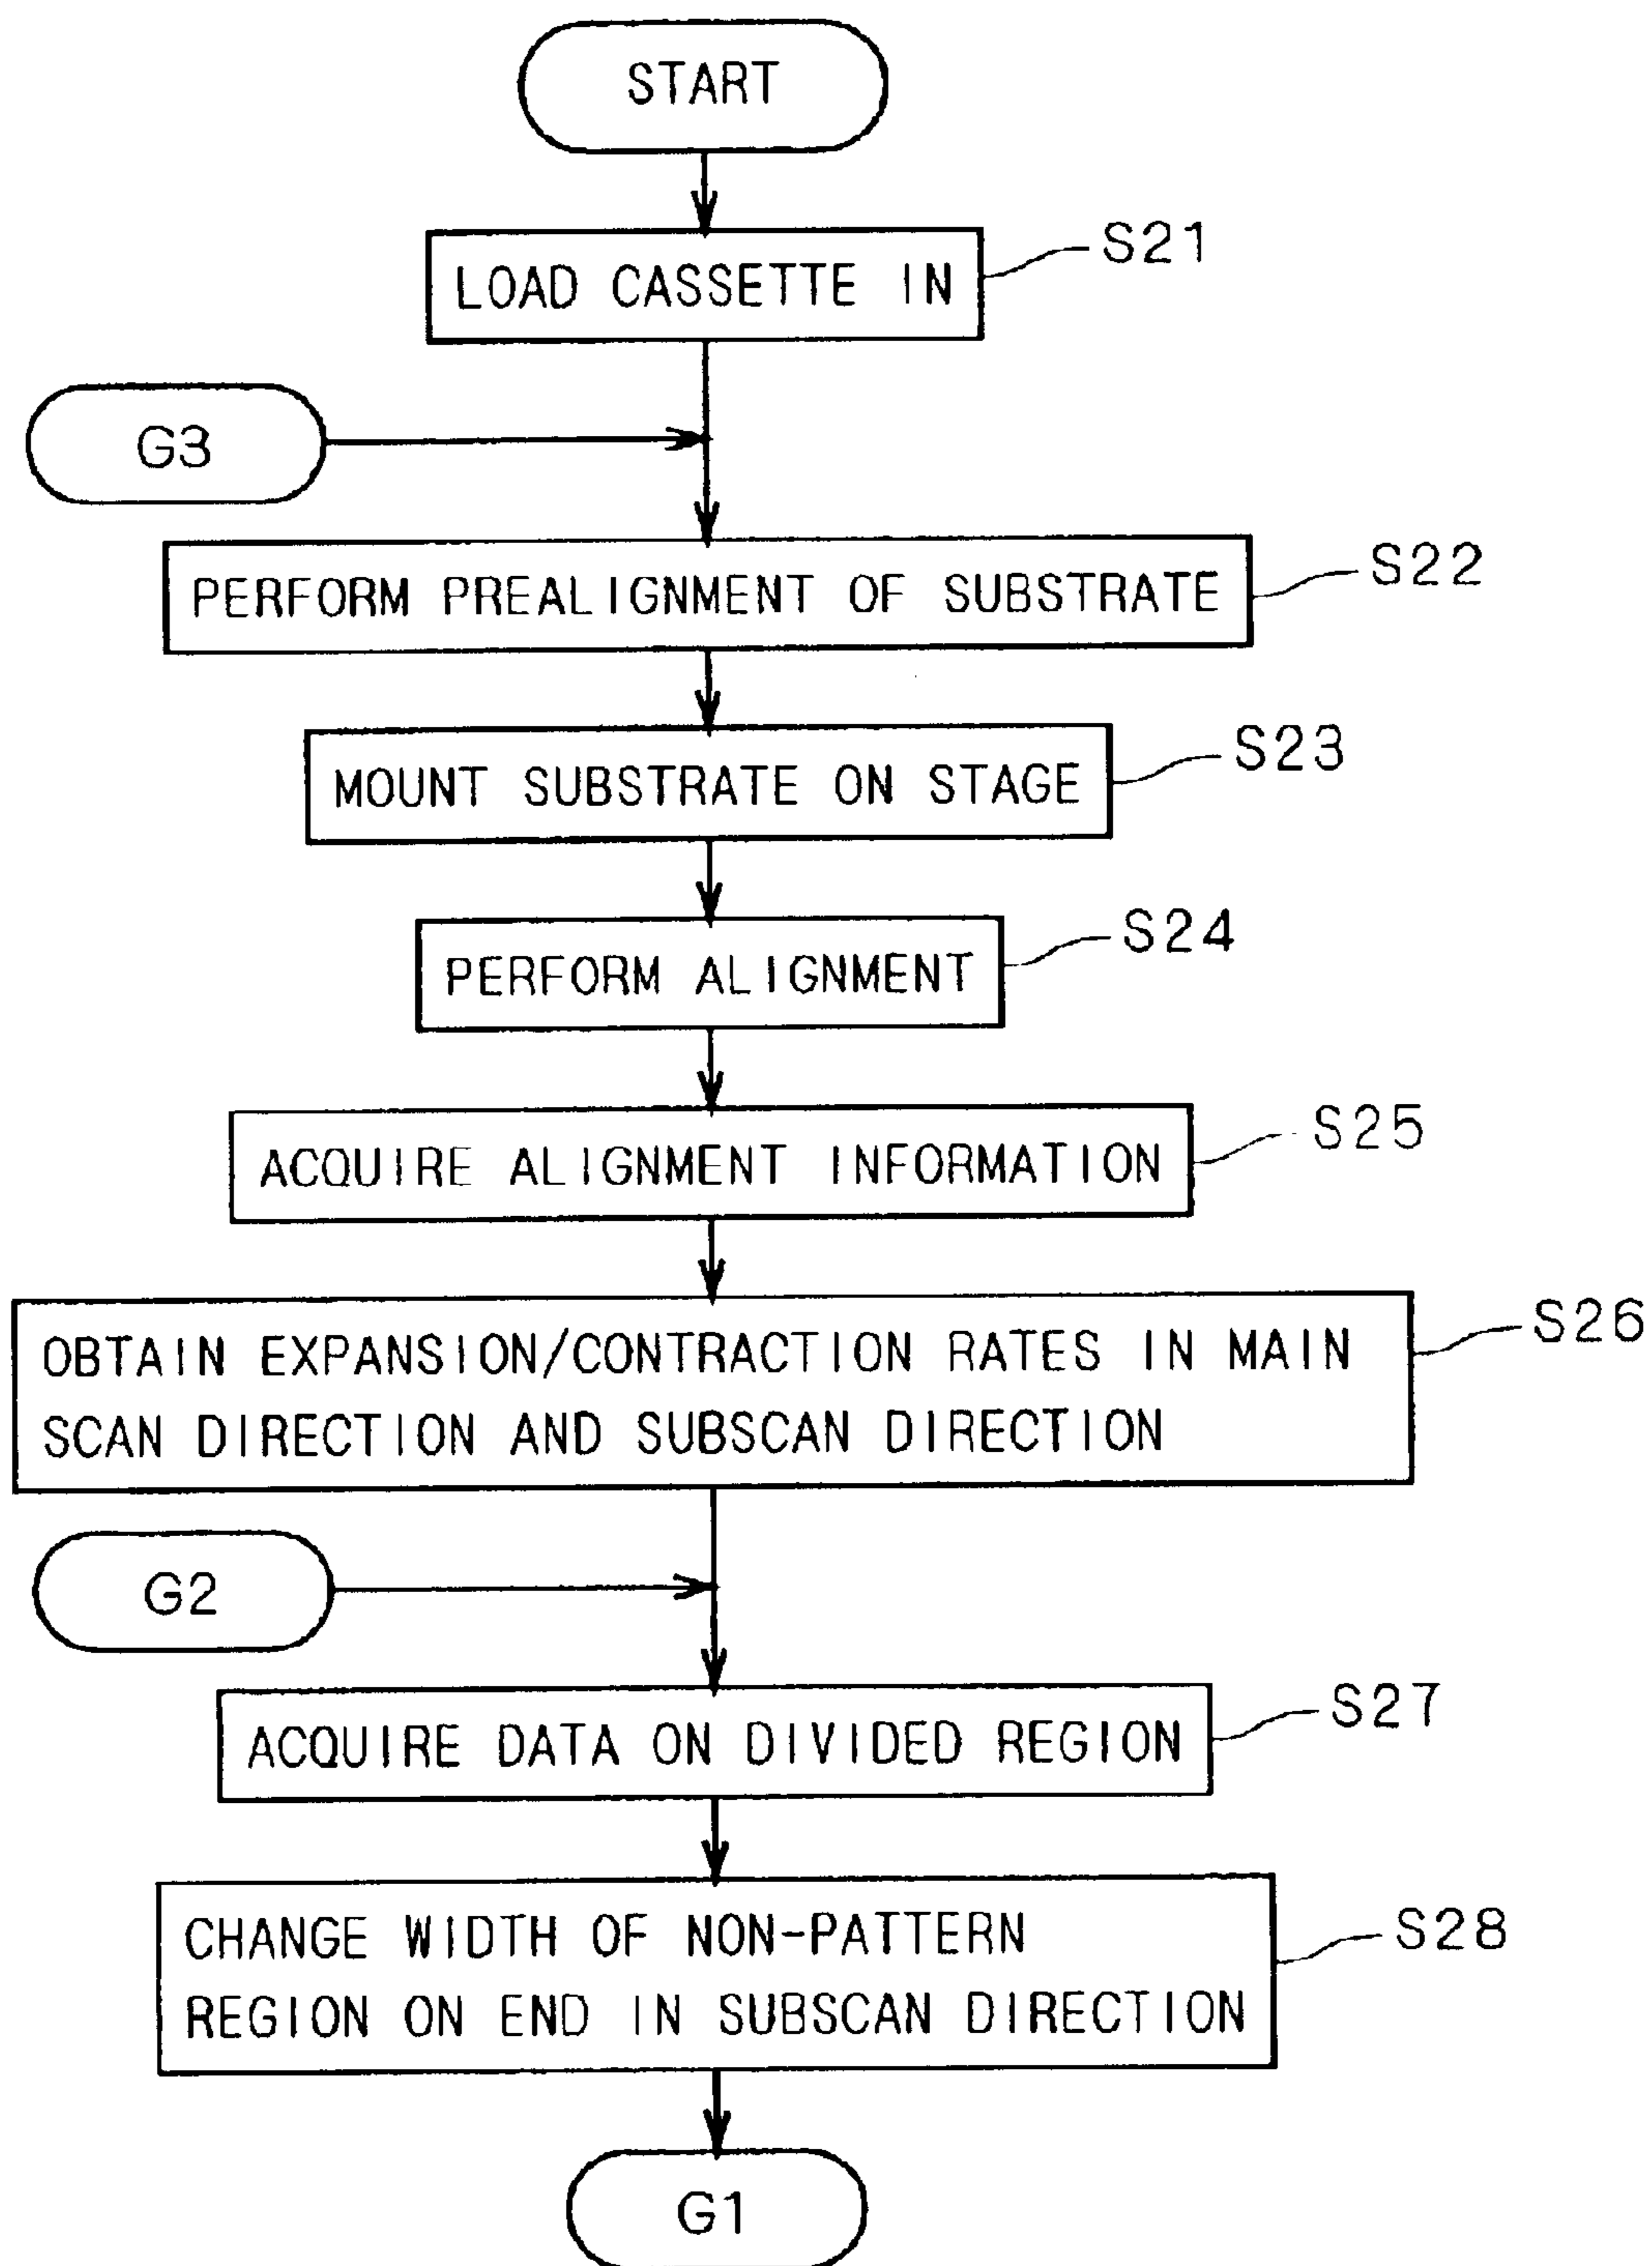 START
LOAD CASSETTE IN
S21
G3
PERFORM PREALIGNMENT OF SUBSTRATE
S22
MOUNT SUBSTRATE ON STAGE
S23
PERFORM ALIGNMENT
S24
ACQUIRE ALIGNMENT INFORMATION
S25
OBTAIN EXPANSION/CONTRACTION RATES IN MAIN
SCAN DIRECTION AND SUBSCAN DIRECTION
S26
G2
ACQUIRE DATA ON DIVIDED REGION
S27
CHANGE WIDTH OF NON-PATTERN
REGION ON END IN SUBSCAN DIRECTION
S28
G1